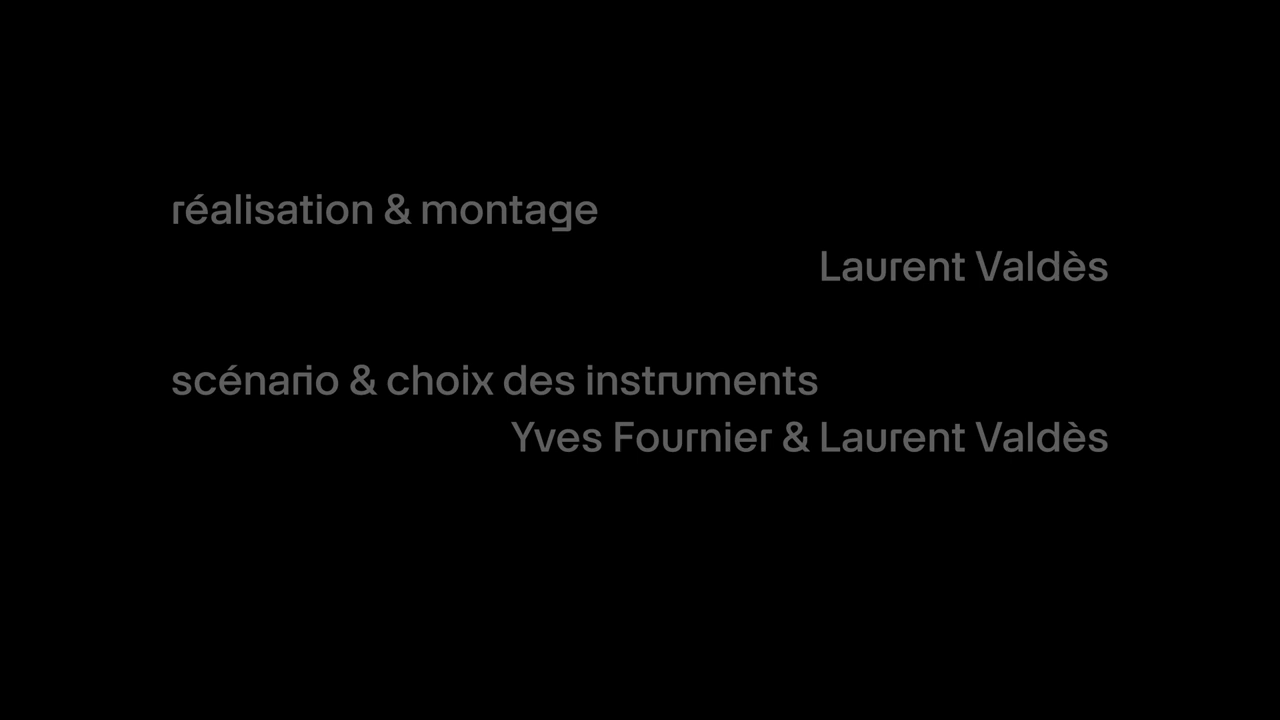 réalisation & montage
Laurent Valdès
scénario & choix des instruments
Yves Fournier & Laurent Valdès